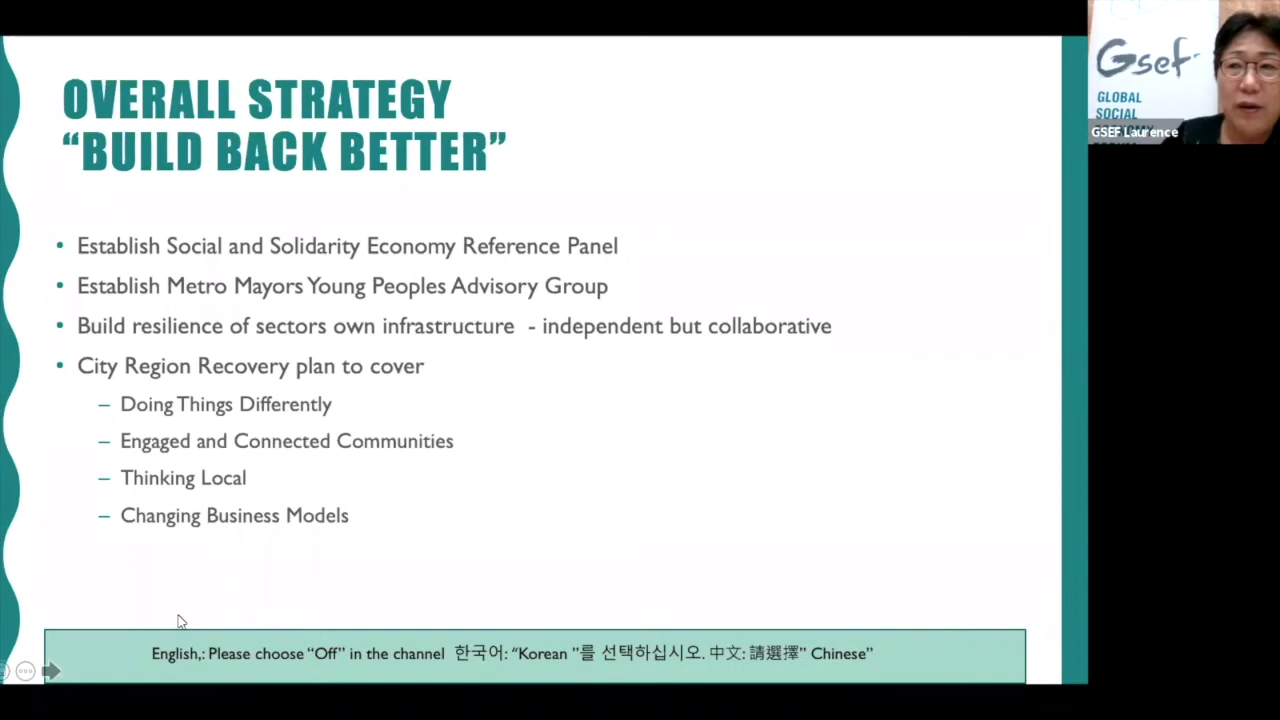 OVERALL STRATEGY
“BUILD BACK BETTER”
• Establish Social and Solidarity Economy Reference Panel
• Establish Metro Mayors Young Peoples Advisory Group
• Build resilience of sectors own infrastructure - independent but collaborative
• City Region Recovery plan to cover
– Doing Things Differently
– Engaged and Connected Communities
– Thinking Local
– Changing Business Models
English,: Please choose “Off” in the channel 한국어: “Korean ”를 선택하십시오. 中文: 請選擇” Chinese”
Gsef
GLOBAL
SOCIAL
GSEF Laurence